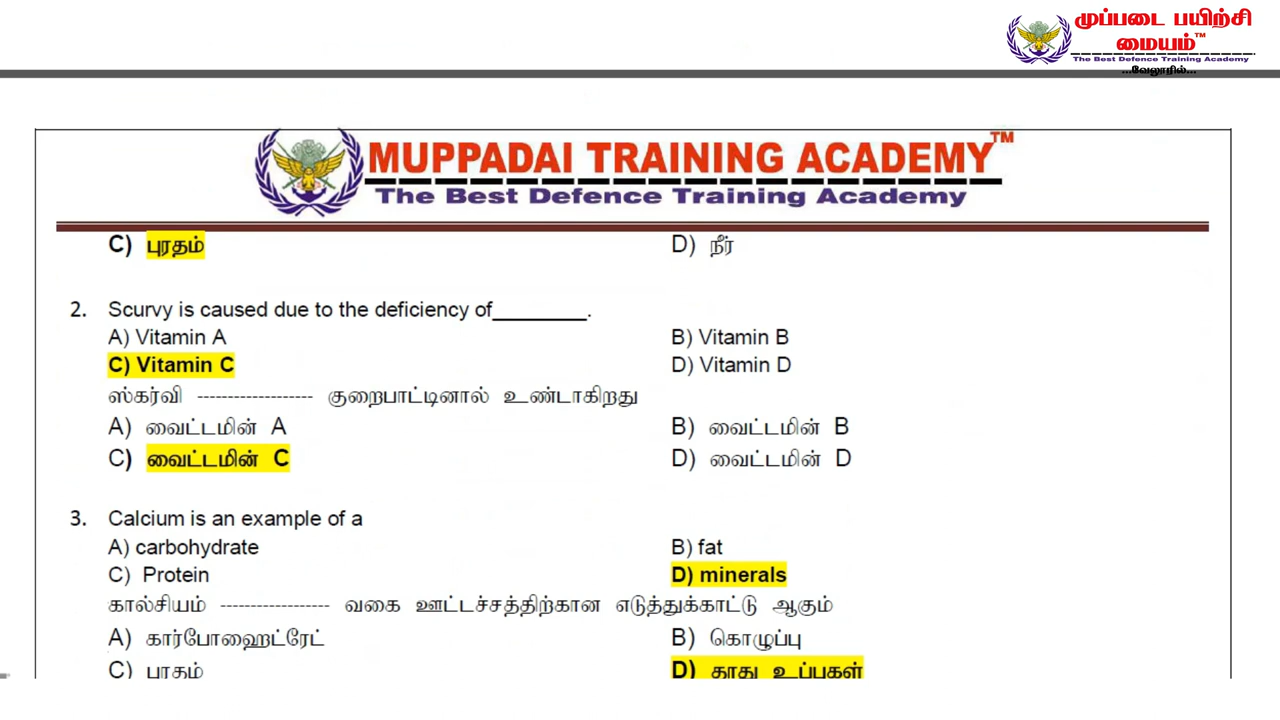 முப்படை பயிற்சி
மையம்™
The Best Defence Training Academy
...வேலூரில்...
MUPPADAI TRAINING ACADEMY™
The Best Defence Training Academy
C) புரதம் D) நீர்
2. Scurvy is caused due to the deficiency of________.
A) Vitamin A B) Vitamin B
C) Vitamin C D) Vitamin D
ஸ்கர்வி ------------------- குறைபாட்டினால் உண்டாகிறது
A) வைட்டமின் A B) வைட்டமின் B
C) வைட்டமின் C D) வைட்டமின் D
3. Calcium is an example of a
A) carbohydrate B) fat
C) Protein D) minerals
கால்சியம் ------------------ வகை ஊட்டச்சத்திற்கான எடுத்துக்காட்டு ஆகும்
A) கார்போஹைட்ரேட் B) கொழுப்பு
C) புரதம் D) தாது உப்புகள்